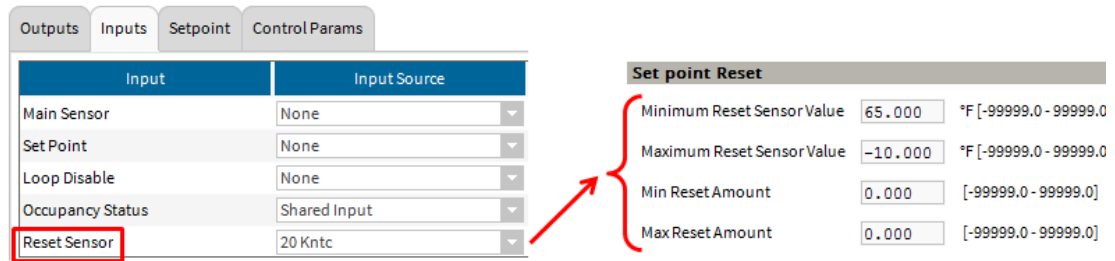 Outputs Inputs Setpoint Control Params
Input Input Source
Main Sensor None
Set Point None
Loop Disable None
Occupancy Status Shared Input
Reset Sensor 20 Kntc
Set point Reset
Minimum Reset Sensor Value 65.000 °F [-99999.0 - 99999.0
Maximum Reset Sensor Value -10.000 °F [-99999.0 - 99999.0
Min Reset Amount 0.000 [-99999.0 - 99999.0]
Max Reset Amount 0.000 [-99999.0 - 99999.0]